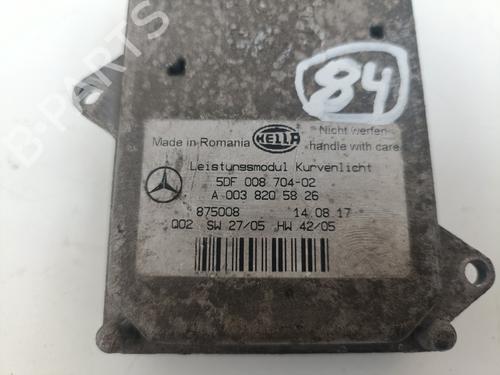 84
Made in Romania HELLA Nicht werfen
handle with care
Leistungsmodul Kurvenlicht
5DF 008 704-02
A 003 820 58 26
875008 14.08.17
Q02 SW 27/05 HW 42/05
B-PARTS